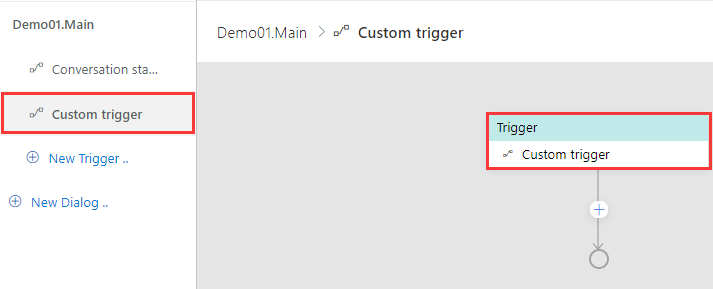 Demo01.Main
Conversation sta...
Custom trigger
New Trigger ..
New Dialog ..
Demo01.Main > Custom trigger
Trigger
Custom trigger